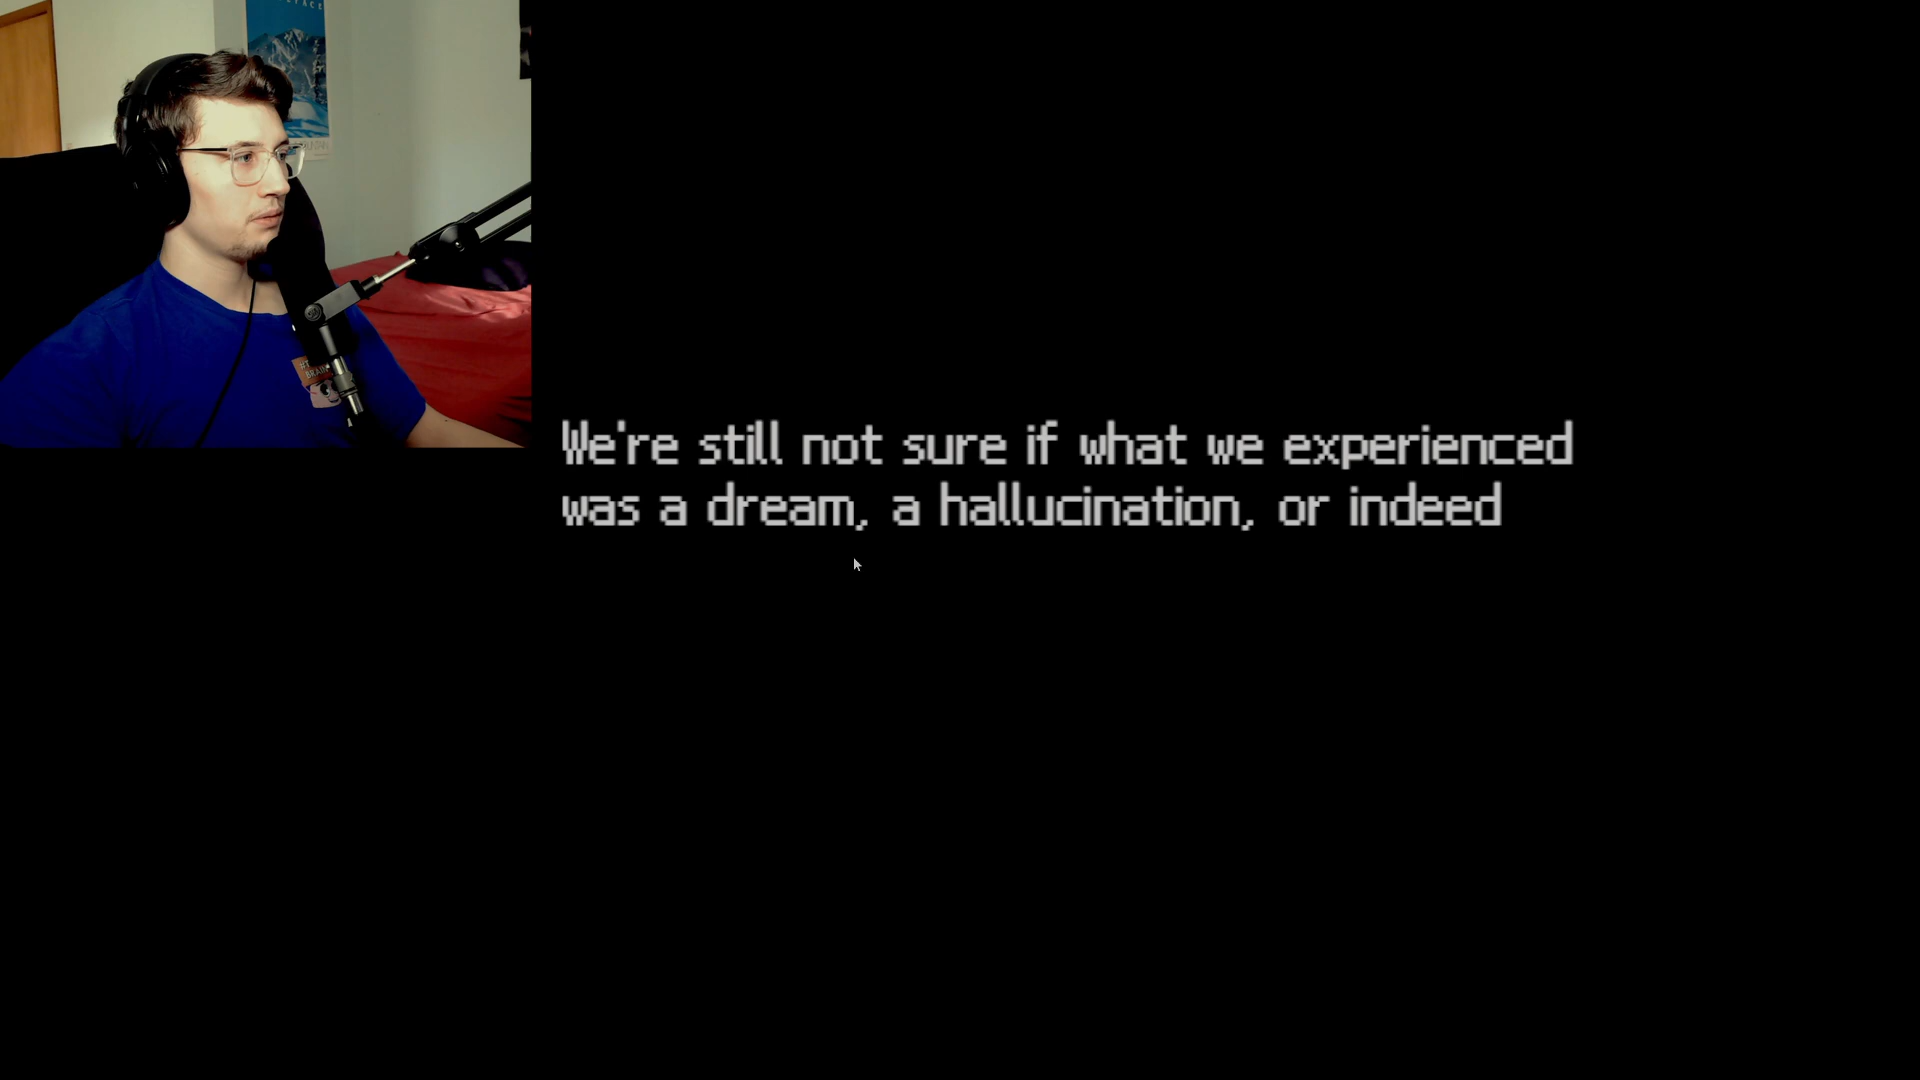 We're still not sure if what we experienced
was a dream, a hallucination, or indeed